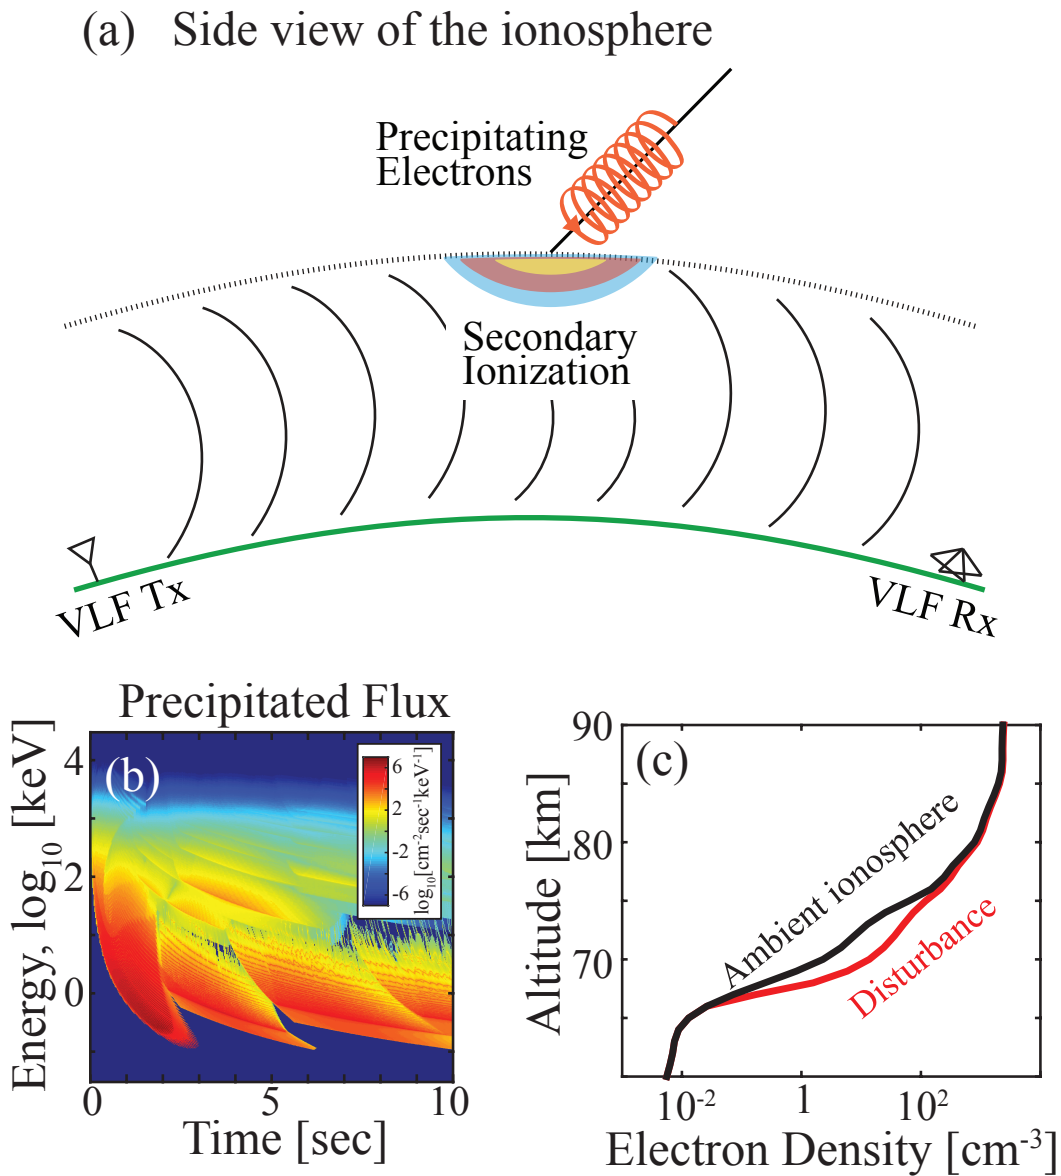 (a) Side view of the ionosphere
Precipitating
Electrons
Secondary
Ionization
VLF Tx
VLF Rx
Precipitated Flux
(b)
Energy, log10 [keV]
4
2
0
0
5
10
Time [sec]
6
2
-2
-6
log10[cm-2sec-1keV-1]
(c)
Altitude [km]
90
80
70
Ambient ionosphere
Disturbance
10-2
1
102
Electron Density [cm-3]